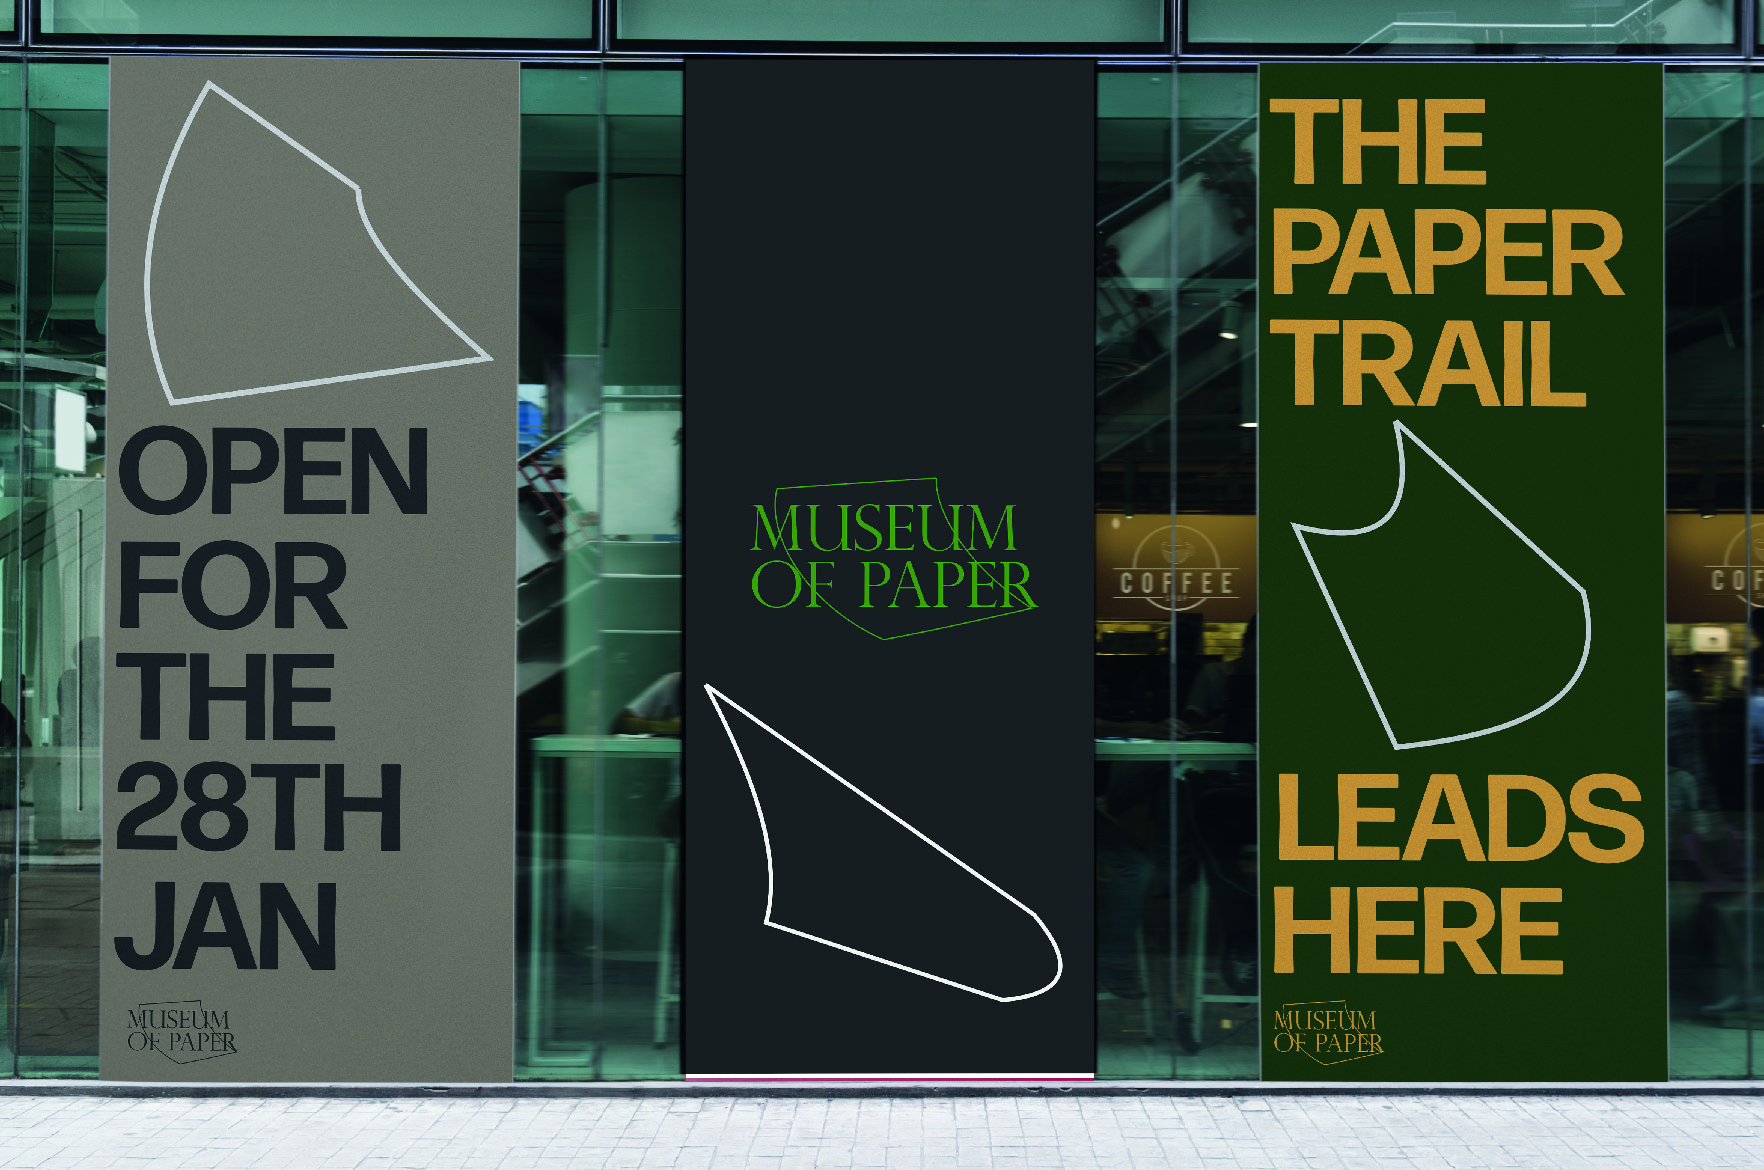 OPEN
FOR
THE
28TH
JAN
MUSEUM
OF PAPER
MUSEUM
OF PAPER
COFFEE
THE
PAPER
TRAIL
LEADS
HERE
MUSEUM
OF PAPER
COF